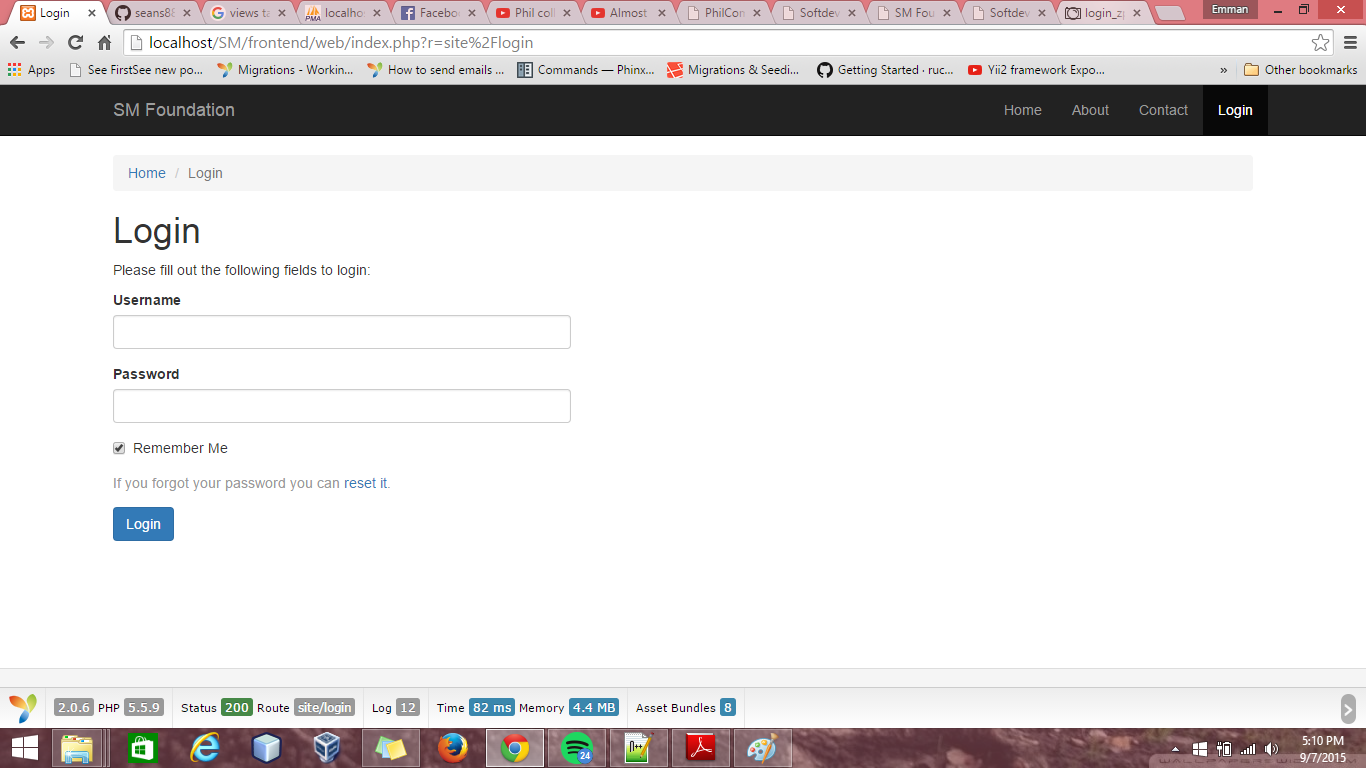 Login seans88 views ta localhos Faceboo Phil coll Almost PhilCon Softdev SM Fou Softdev login_zp Emman
localhost/SM/frontend/web/index.php?r=site%2Flogin
Apps See FirstSee new po... Migrations - Workin... How to send emails ... Commands — Phinx... Migrations & Seedi... Getting Started · ruc... Yii2 framework Expo... » Other bookmarks
SM Foundation Home About Contact Login
Home / Login
Login
Please fill out the following fields to login:
Username
Password
Remember Me
If you forgot your password you can reset it.
Login
2.0.6 PHP 5.5.9 Status 200 Route site/login Log 12 Time 82 ms Memory 4.4 MB Asset Bundles 8
24
5:10 PM
9/7/2015